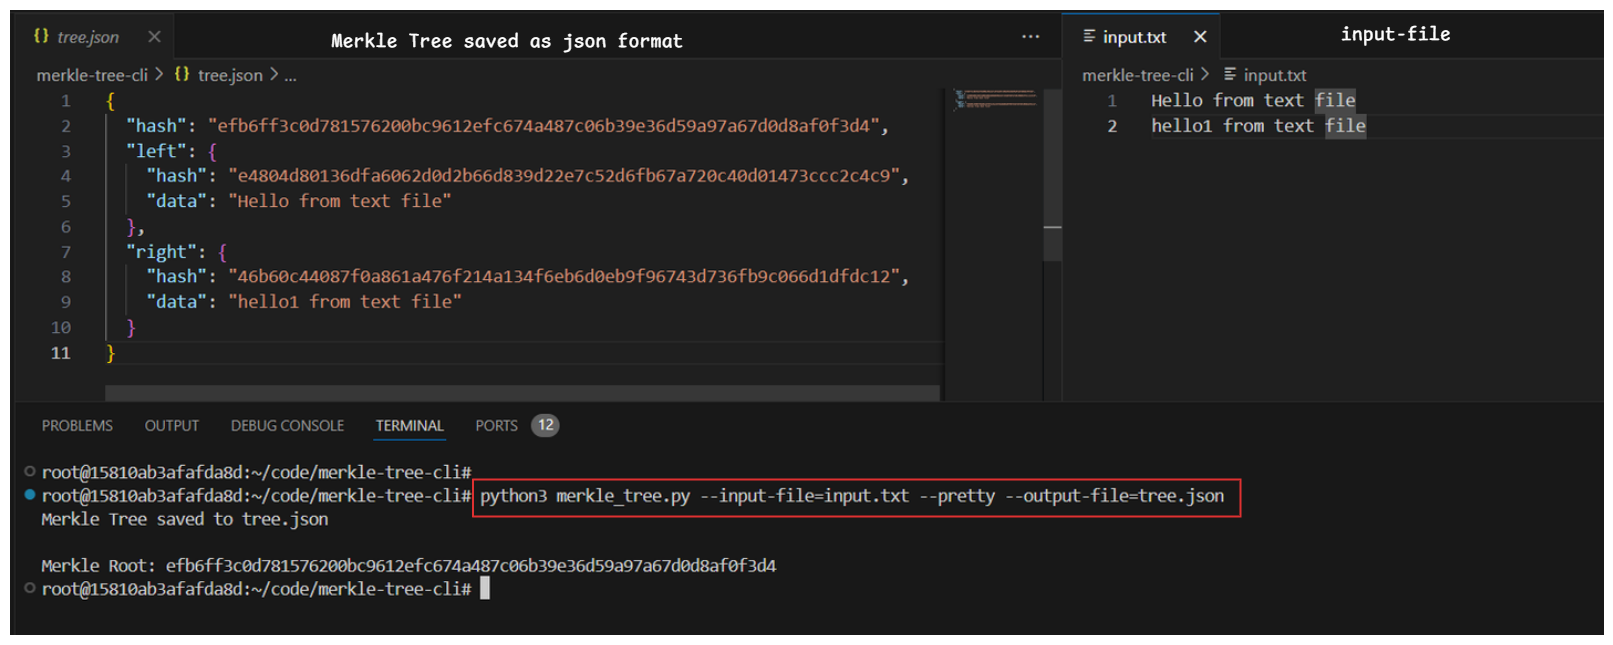 {} tree.json ×
Merkle Tree saved as json format
...
merkle-tree-cli > {} tree.json > ...
1 {
2 "hash": "efb6ff3c0d781576200bc9612efc674a487c06b39e36d59a97a67d0d8af0f3d4",
3 "left": {
4 "hash": "e4804d80136dfa6062d0d2b66d839d22e7c52d6fb67a720c40d01473ccc2c4c9",
5 "data": "Hello from text file"
6 },
7 "right": {
8 "hash": "46b60c44087f0a861a476f214a134f6eb6d0eb9f96743d736fb9c066d1dfdc12",
9 "data": "hello1 from text file"
10 }
11 }
input.txt ×
input-file
merkle-tree-cli > input.txt
1 Hello from text file
2 hello1 from text file
PROBLEMS OUTPUT DEBUG CONSOLE TERMINAL PORTS 12
root@15810ab3afafda8d:~/code/merkle-tree-cli#
root@15810ab3afafda8d:~/code/merkle-tree-cli# python3 merkle_tree.py --input-file=input.txt --pretty --output-file=tree.json
Merkle Tree saved to tree.json
Merkle Root: efb6ff3c0d781576200bc9612efc674a487c06b39e36d59a97a67d0d8af0f3d4
root@15810ab3afafda8d:~/code/merkle-tree-cli#